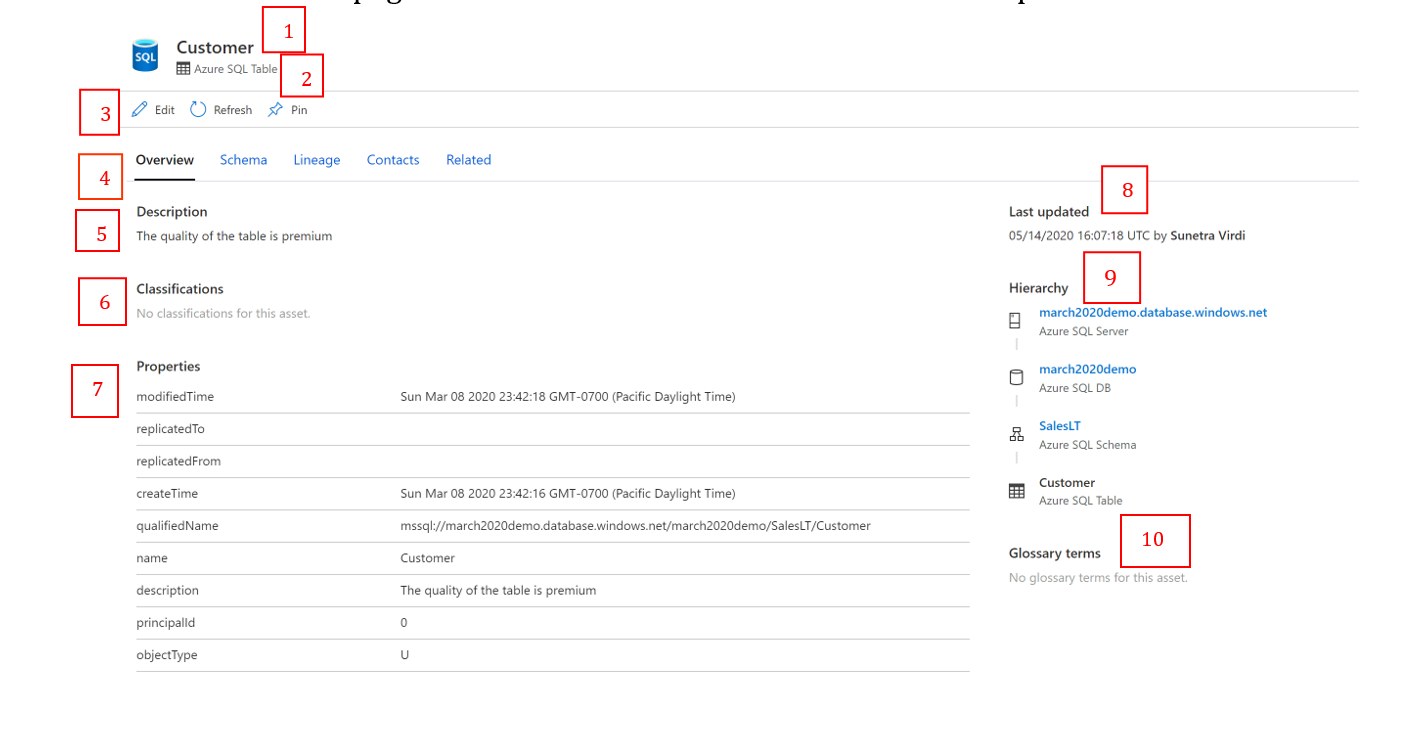 Customer 1
SQL
Azure SQL Table 2
3 Edit Refresh Pin
4 Overview Schema Lineage Contacts Related
5 Description
The quality of the table is premium
6 Classifications
No classifications for this asset.
7 Properties
modifiedTime Sun Mar 08 2020 23:42:18 GMT-0700 (Pacific Daylight Time)
replicatedTo
replicatedFrom
createTime Sun Mar 08 2020 23:42:16 GMT-0700 (Pacific Daylight Time)
qualifiedName mssql://march2020demo.database.windows.net/march2020demo/SalesLT/Customer
name Customer
description The quality of the table is premium
principalId 0
objectType U
Last updated 8
05/14/2020 16:07:18 UTC by Sunetra Virdi
Hierarchy 9
march2020demo.database.windows.net
Azure SQL Server
march2020demo
Azure SQL DB
SalesLT
Azure SQL Schema
Customer
Azure SQL Table
Glossary terms 10
No glossary terms for this asset.